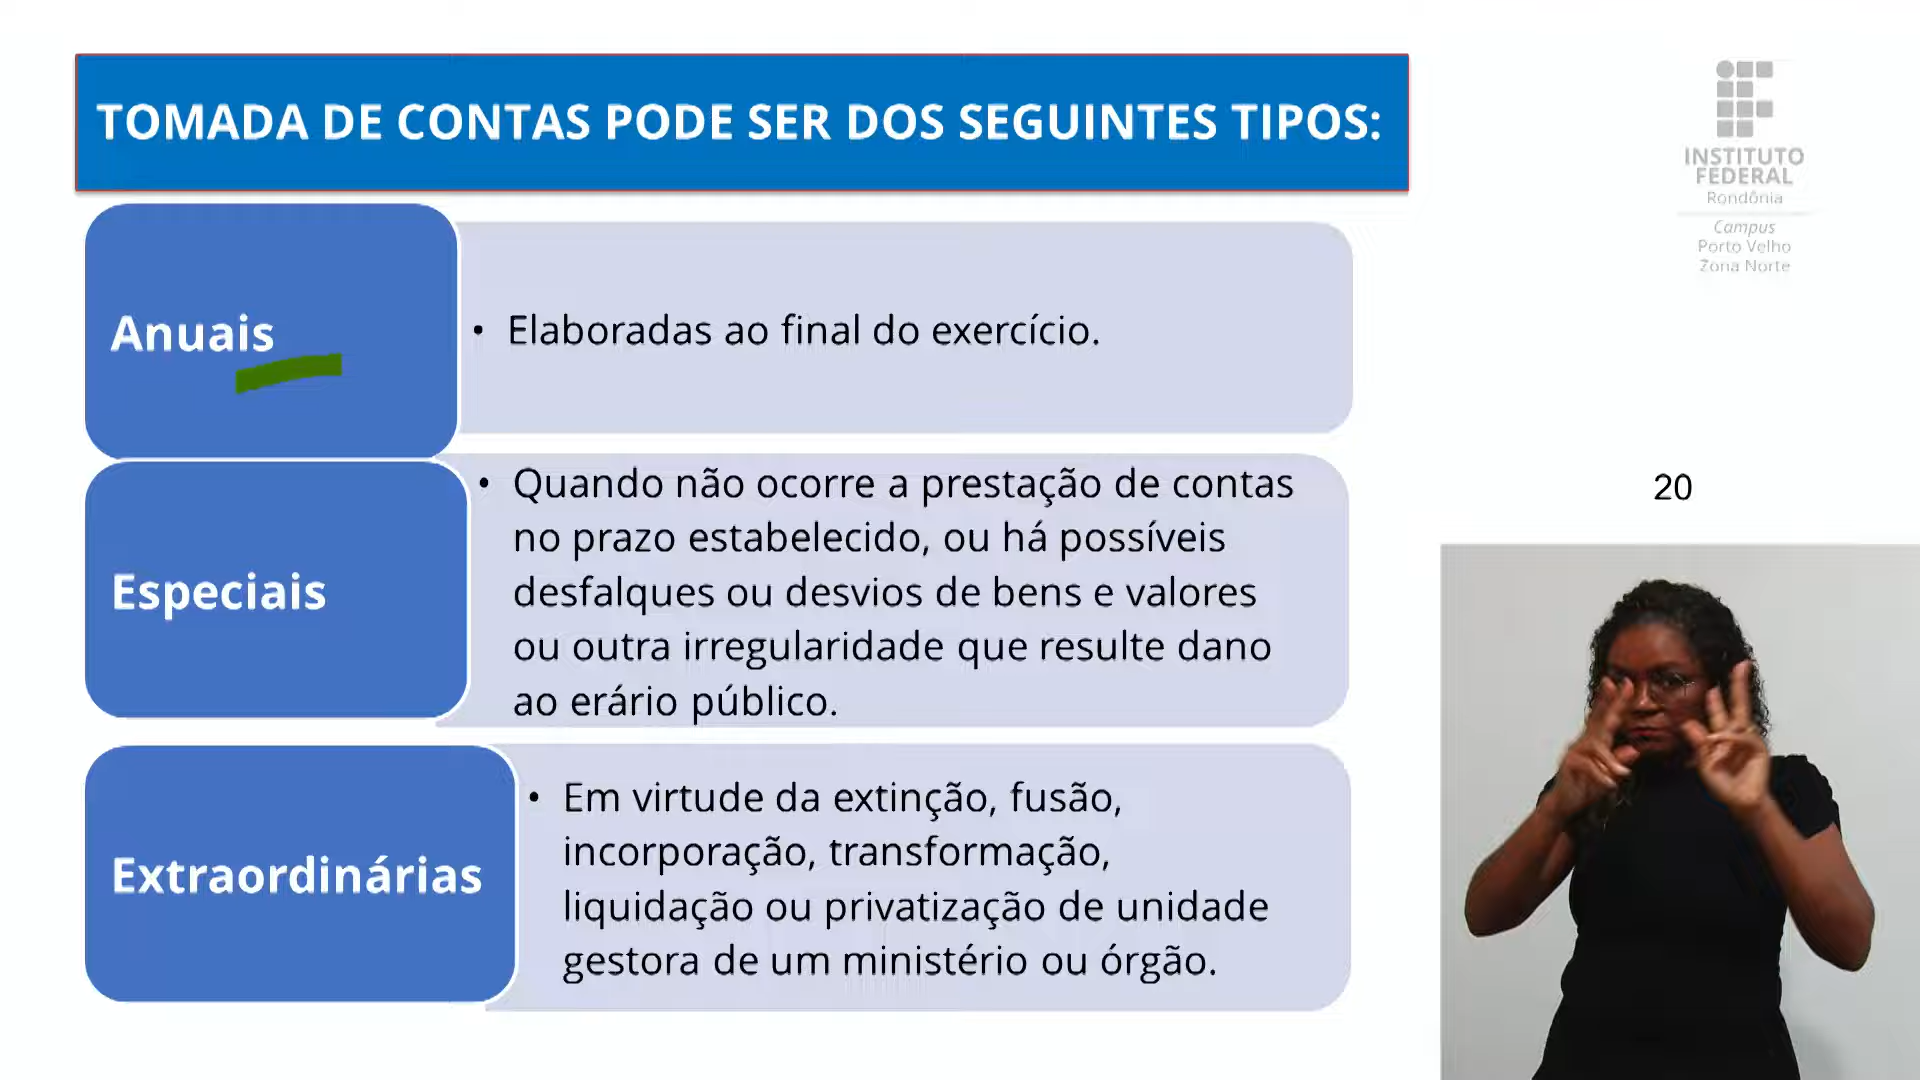 TOMADA DE CONTAS PODE SER DOS SEGUINTES TIPOS:
INSTITUTO
FEDERAL
Rondônia
Campus
Porto Velho
Zona Norte
Anuais
• Elaboradas ao final do exercício.
Especiais
• Quando não ocorre a prestação de contas
no prazo estabelecido, ou há possíveis
desfalques ou desvios de bens e valores
ou outra irregularidade que resulte dano
ao erário público.
20
Extraordinárias
• Em virtude da extinção, fusão,
incorporação, transformação,
liquidação ou privatização de unidade
gestora de um ministério ou órgão.